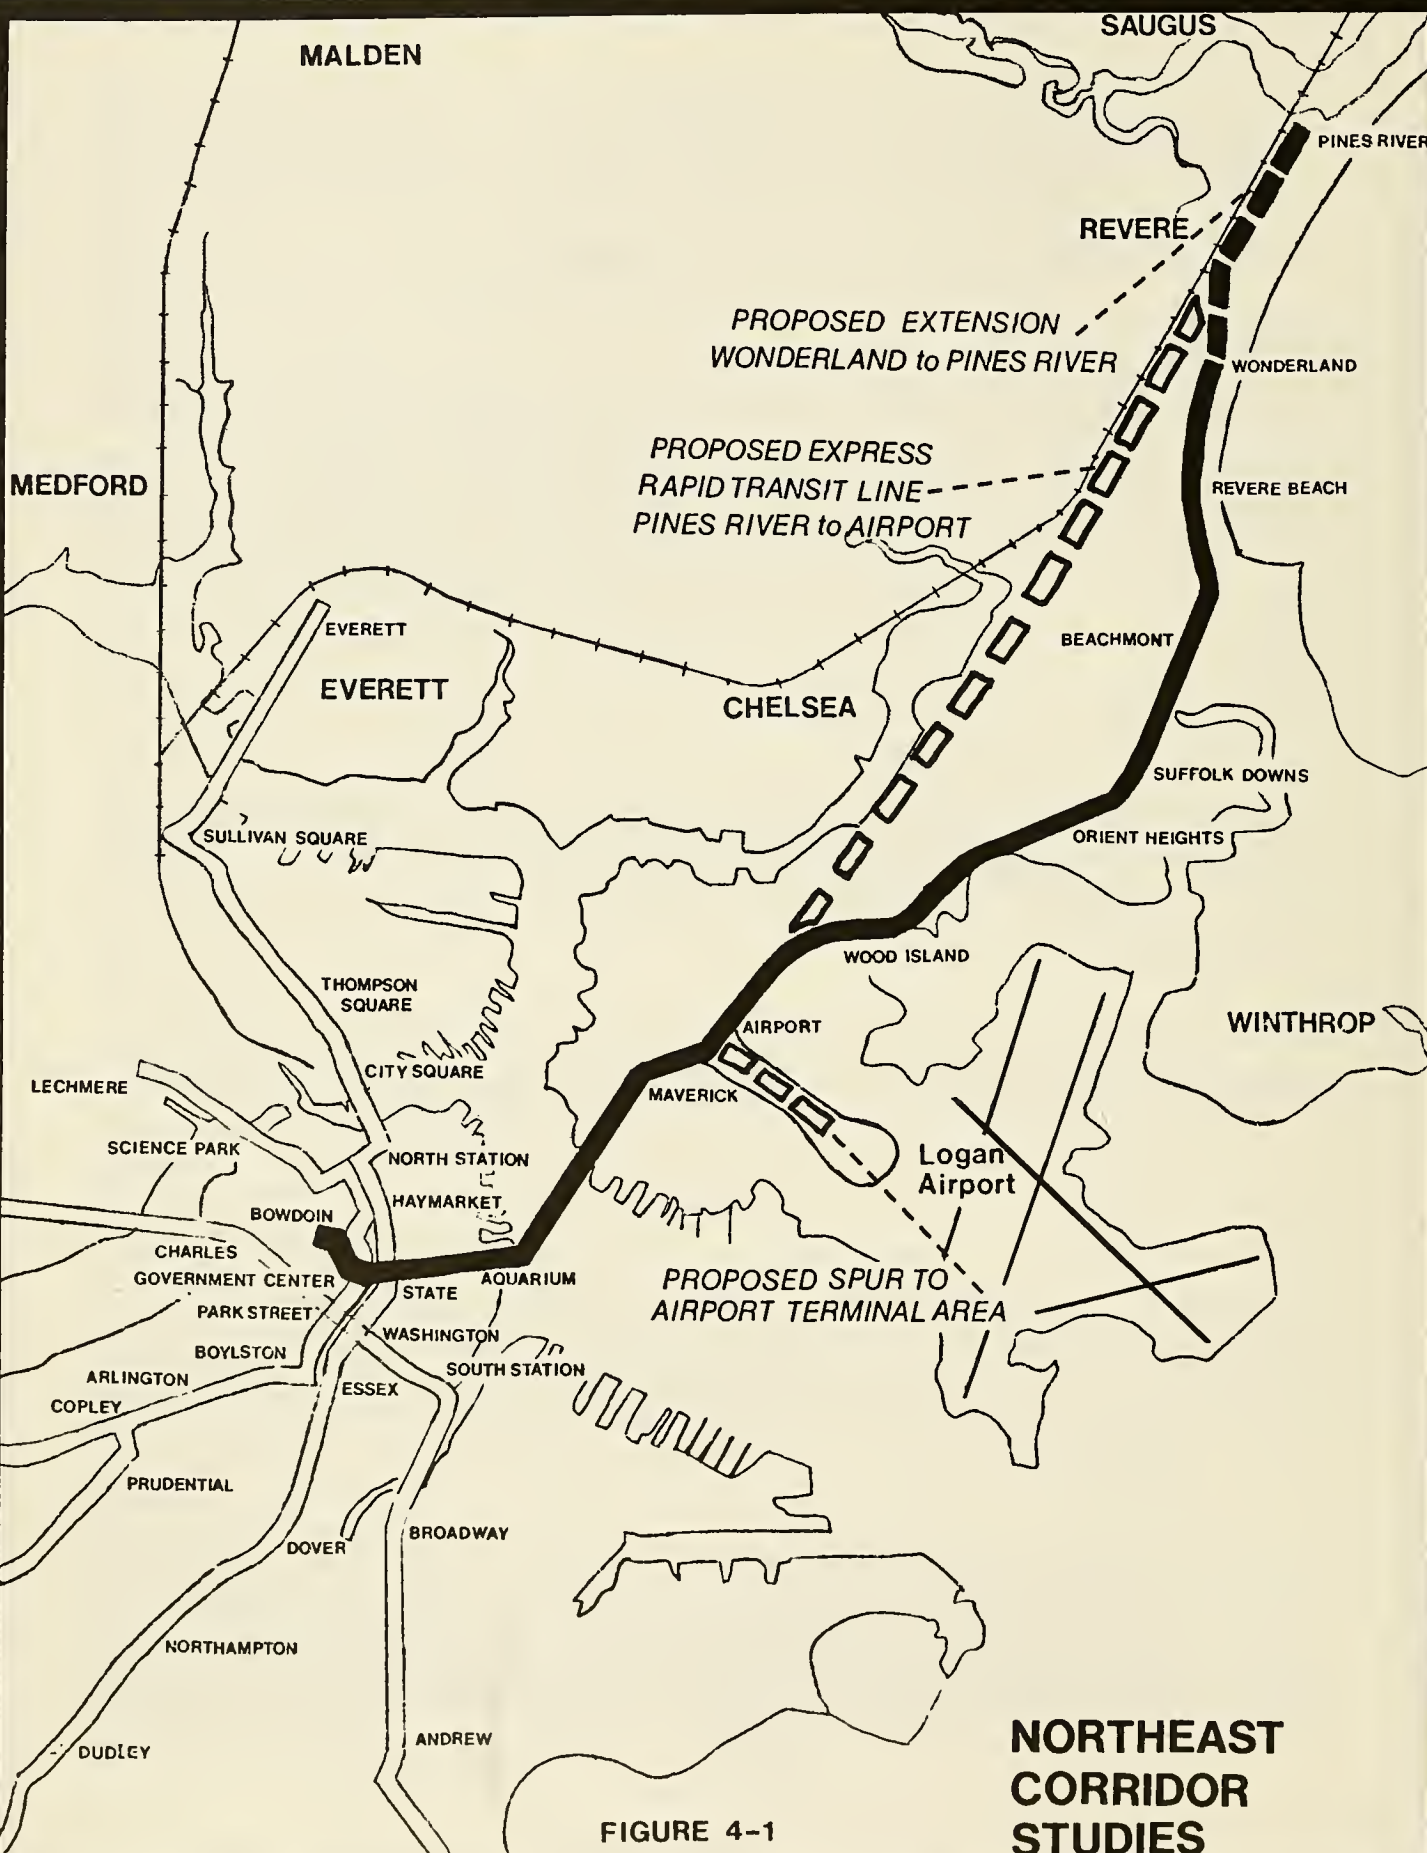 MALDEN
SAUGUS
PINES RIVER
REVERE
PROPOSED EXTENSION
WONDERLAND to PINES RIVER
WONDERLAND
PROPOSED EXPRESS
RAPID TRANSIT LINE
PINES RIVER to AIRPORT
MEDFORD
REVERE BEACH
EVERETT
BEACHMONT
EVERETT
CHELSEA
SUFFOLK DOWNS
SULLIVAN SQUARE
ORIENT HEIGHTS
WOOD ISLAND
THOMPSON
SQUARE
WINTHROP
AIRPORT
CITY SQUARE
LECHMERE
MAVERICK
SCIENCE PARK
NORTH STATION
Logan
Airport
HAYMARKET
BOWDOIN
CHARLES
GOVERNMENT CENTER
AQUARIUM
STATE
PROPOSED SPUR TO
AIRPORT TERMINAL AREA
PARK STREET
WASHINGTON
BOYLSTON
SOUTH STATION
ARLINGTON
ESSEX
COPLEY
PRUDENTIAL
BROADWAY
DOVER
NORTHAMPTON
ANDREW
DUDLEY
NORTHEAST
CORRIDOR
STUDIES
FIGURE 4-1